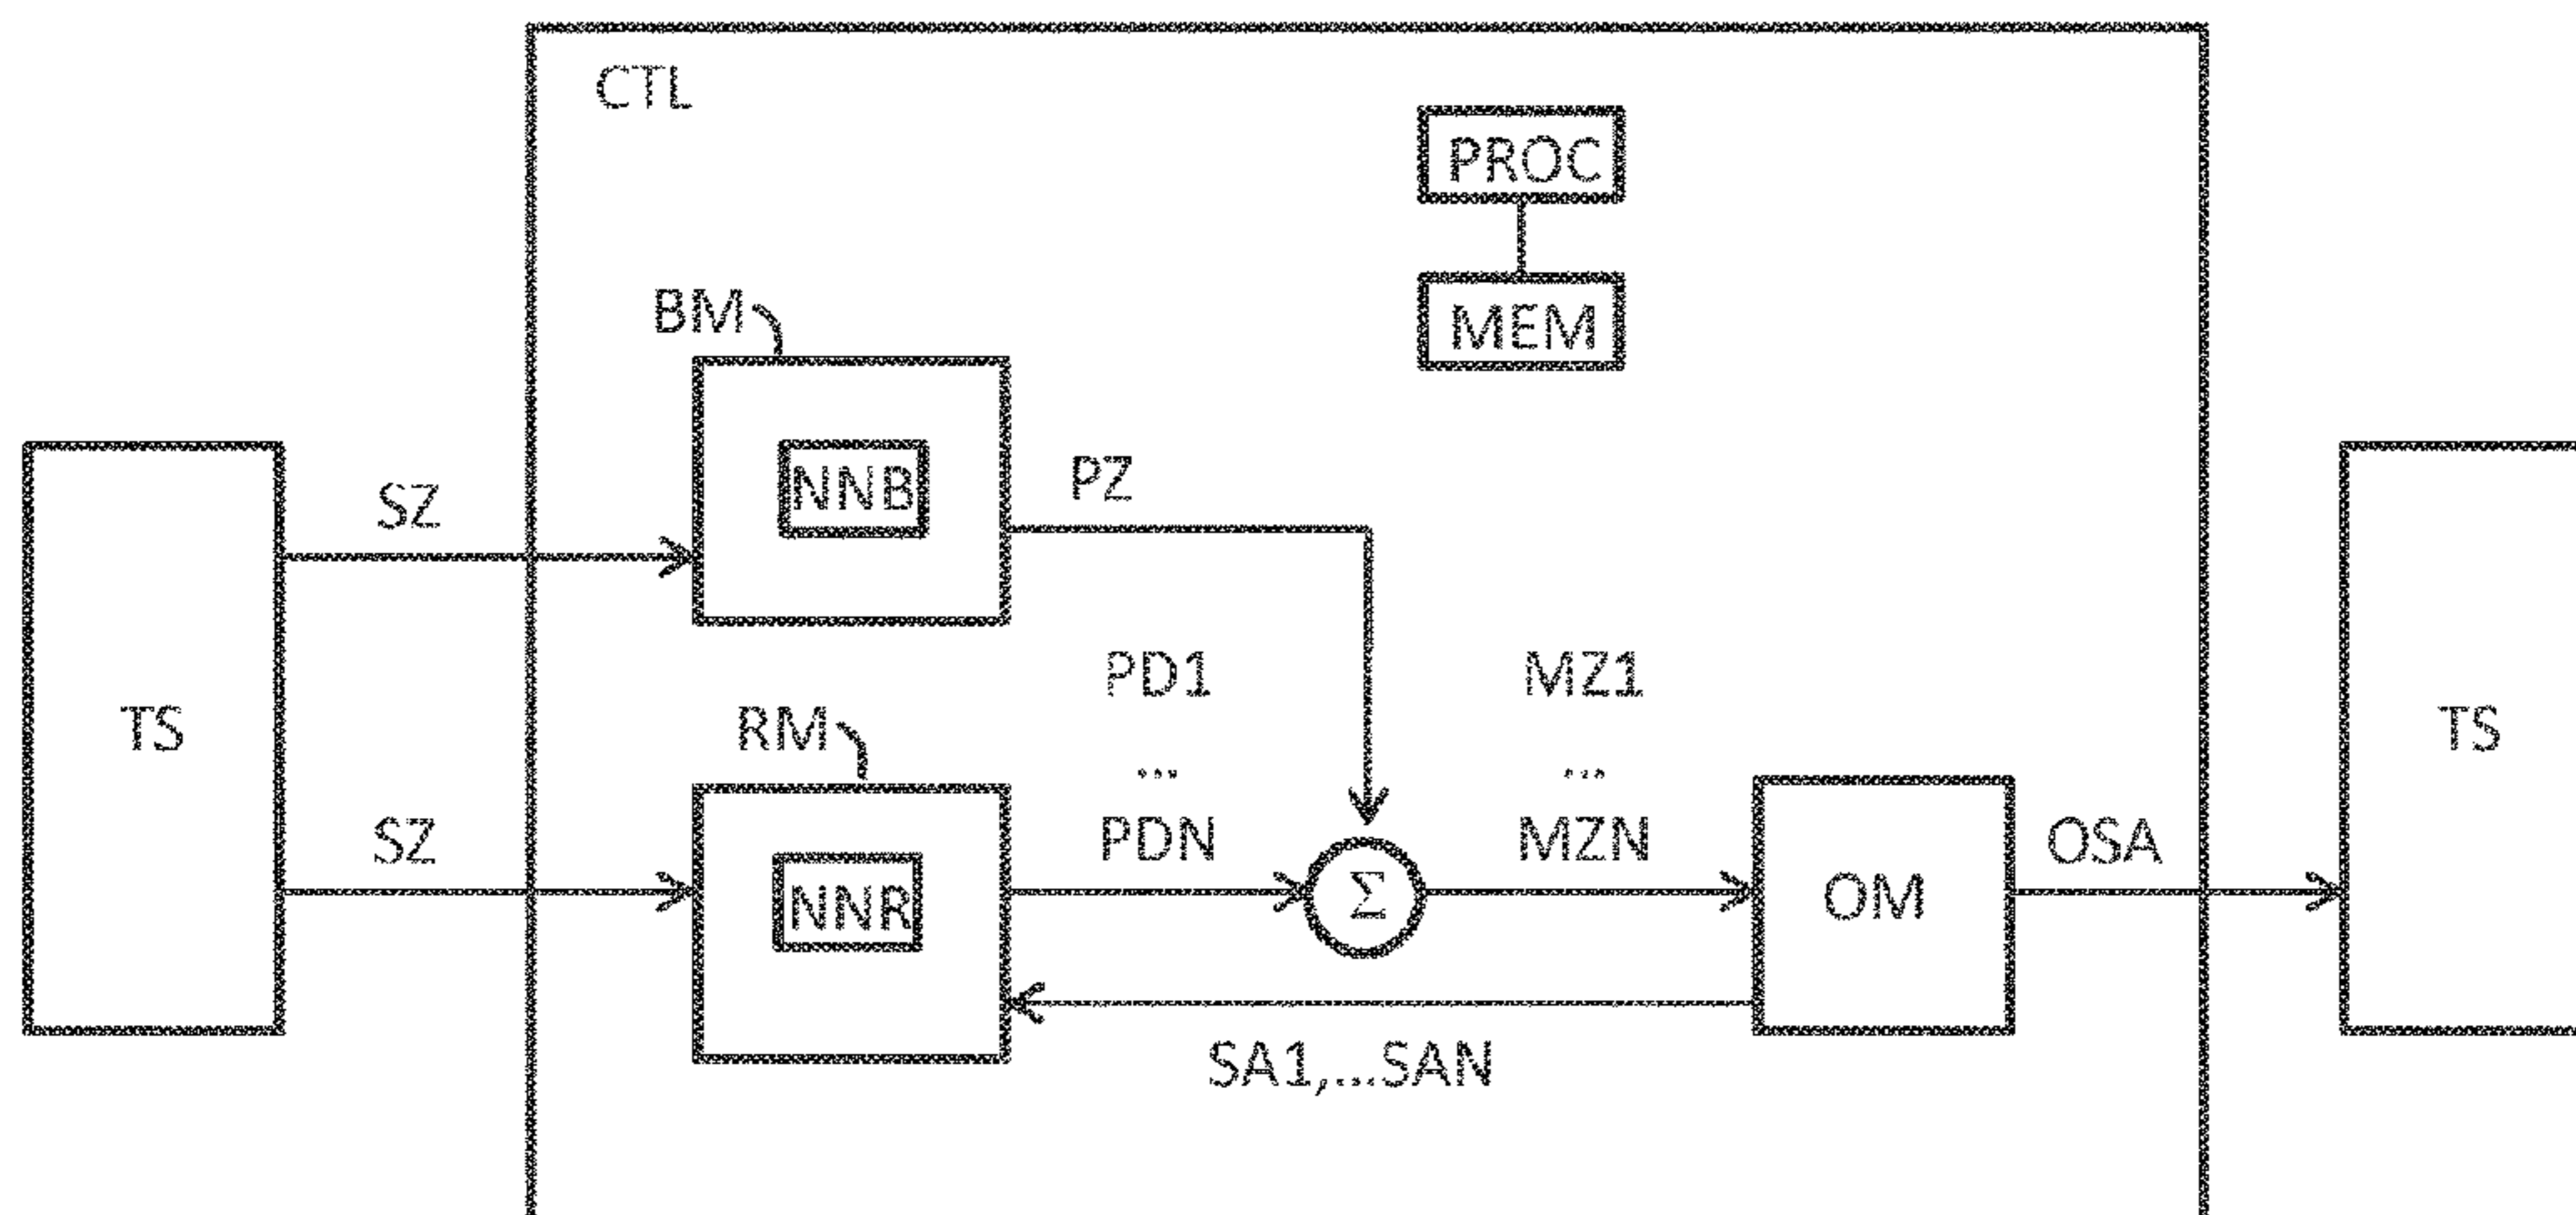 CTL
PROC
MEM
BM
NNB
PZ
SZ
TS
PD1
...
PDN
MZ1
...
MZN
RM
SZ
NNR
Σ
OM
OSA
TS
SA1,...SAN